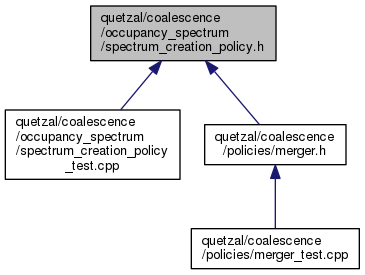 quetzal/coalescence
/occupancy_spectrum
/spectrum_creation_policy.h
quetzal/coalescence
/occupancy_spectrum
/spectrum_creation_policy
_test.cpp
quetzal/coalescence
/policies/merger.h
quetzal/coalescence
/policies/merger_test.cpp